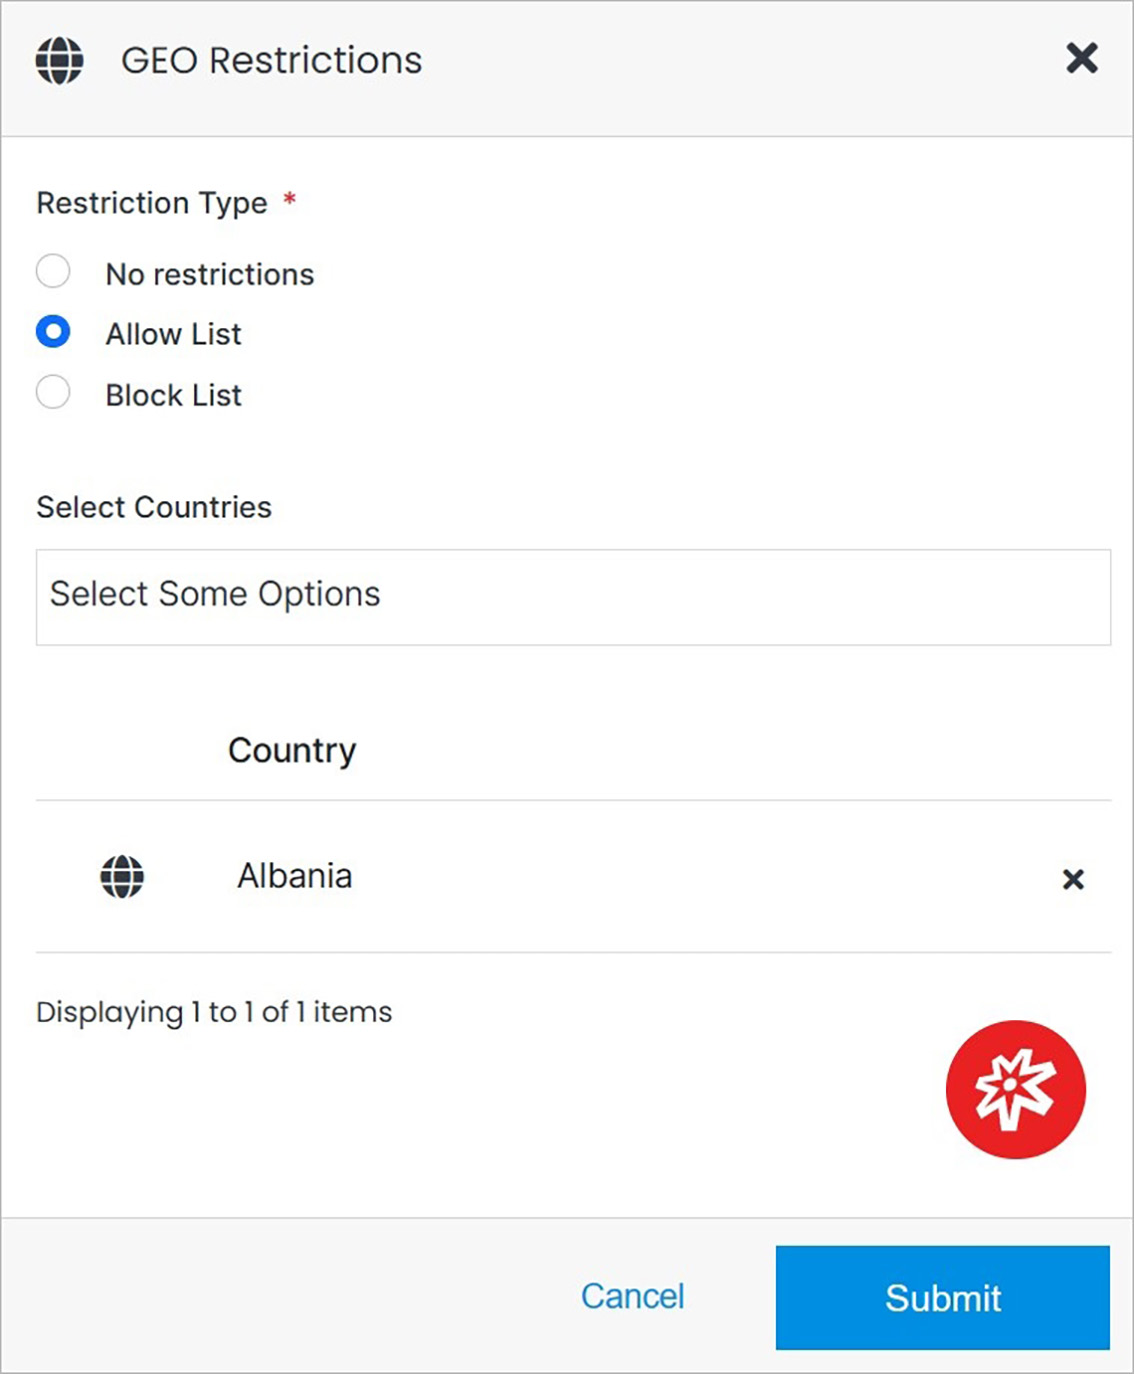 GEO Restrictions
Restriction Type *
No restrictions
Allow List
Block List
Select Countries
Select Some Options
Country
Albania
Displaying 1 to 1 of 1 items
Cancel
Submit